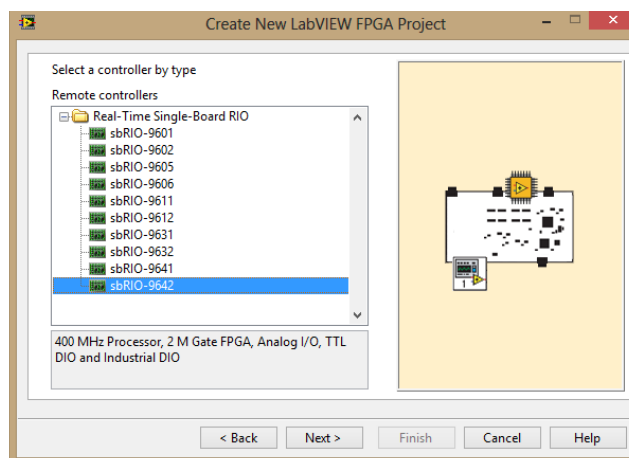 Create New LabVIEW FPGA Project
Select a controller by type
Remote controllers
Real-Time Single-Board RIO
sbRIO-9601
sbRIO-9602
sbRIO-9605
sbRIO-9606
sbRIO-9611
sbRIO-9612
sbRIO-9631
sbRIO-9632
sbRIO-9641
sbRIO-9642
1
400 MHz Processor, 2 M Gate FPGA, Analog I/O, TTL
DIO and Industrial DIO
< Back Next > Finish Cancel Help